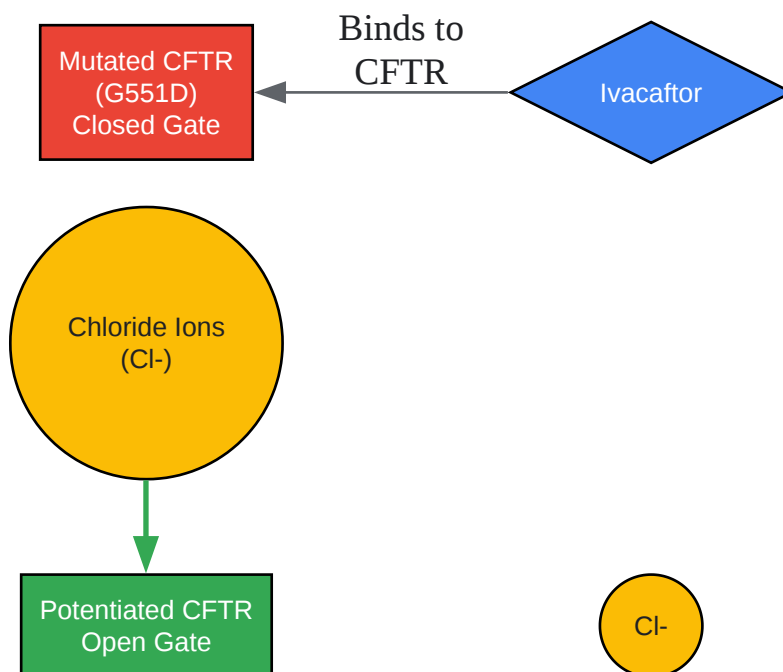 Binds to
CFTR
Mutated CFTR
(G551D)
Closed Gate
Ivacaftor
Chloride Ions
(Cl-)
Potentiated CFTR
Open Gate
Cl-